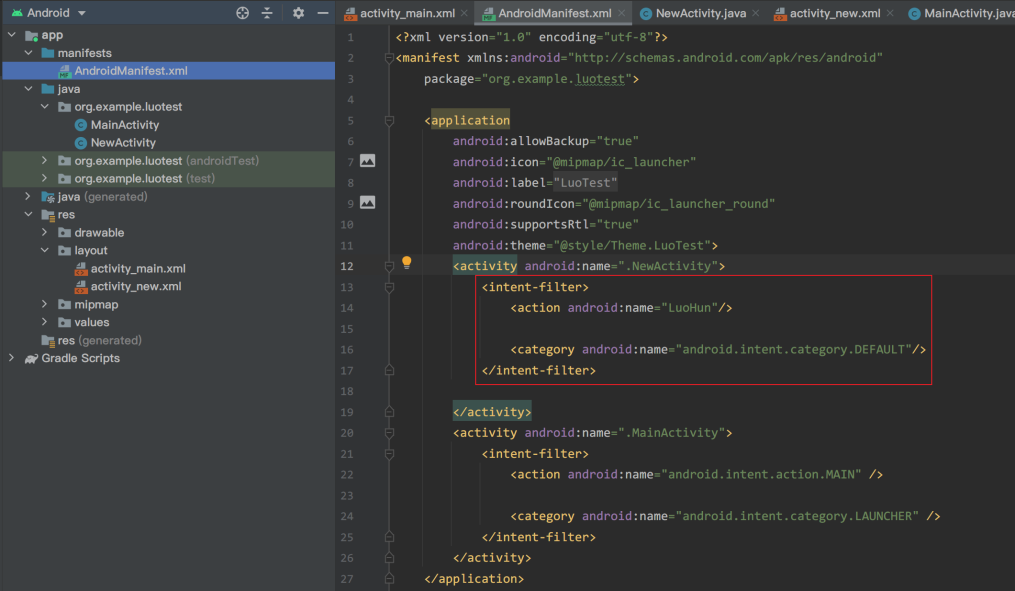 Android
activity_main.xml
AndroidManifest.xml
NewActivity.java
activity_new.xml
MainActivity.java
app
manifests
AndroidManifest.xml
java
org.example.luotest
MainActivity
NewActivity
org.example.luotest (androidTest)
org.example.luotest (test)
java (generated)
res
drawable
layout
activity_main.xml
activity_new.xml
mipmap
values
res (generated)
Gradle Scripts
1 <?xml version="1.0" encoding="utf-8"?>
2 <manifest xmlns:android="http://schemas.android.com/apk/res/android"
3 package="org.example.luotest">
4
5 <application
6 android:allowBackup="true"
7 android:icon="@mipmap/ic_launcher"
8 android:label="LuoTest"
9 android:roundIcon="@mipmap/ic_launcher_round"
10 android:supportsRtl="true"
11 android:theme="@style/Theme.LuoTest">
12 <activity android:name=".NewActivity">
13 <intent-filter>
14 <action android:name="LuoHun"/>
15
16 <category android:name="android.intent.category.DEFAULT"/>
17 </intent-filter>
18
19 </activity>
20 <activity android:name=".MainActivity">
21 <intent-filter>
22 <action android:name="android.intent.action.MAIN" />
23
24 <category android:name="android.intent.category.LAUNCHER" />
25 </intent-filter>
26 </activity>
27 </application>